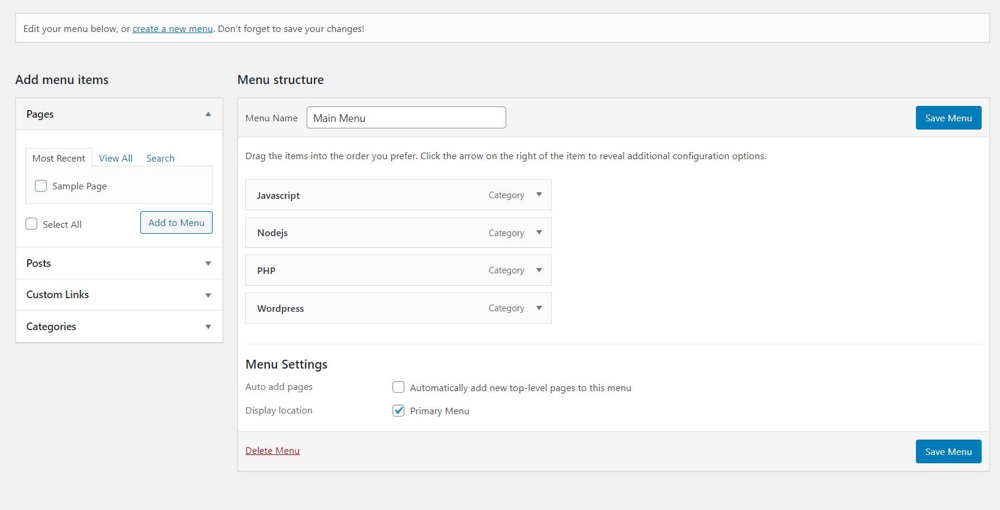 Edit your menu below, or create a new menu. Don’t forget to save your changes!
Add menu items
Pages
Most Recent View All Search
Sample Page
Select All Add to Menu
Posts
Custom Links
Categories
Menu structure
Menu Name Main Menu Save Menu
Drag the items into the order you prefer. Click the arrow on the right of the item to reveal additional configuration options.
Javascript Category
Nodejs Category
PHP Category
Wordpress Category
Menu Settings
Auto add pages Automatically add new top-level pages to this menu
Display location Primary Menu
Delete Menu Save Menu